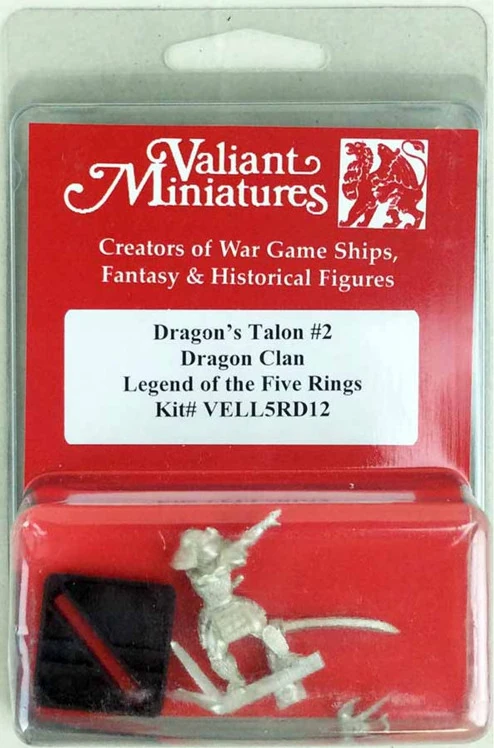 Valiant
Miniatures
Creators of War Game Ships,
Fantasy & Historical Figures
Dragon's Talon #2
Dragon Clan
Legend of the Five Rings
Kit# VELL5RD12